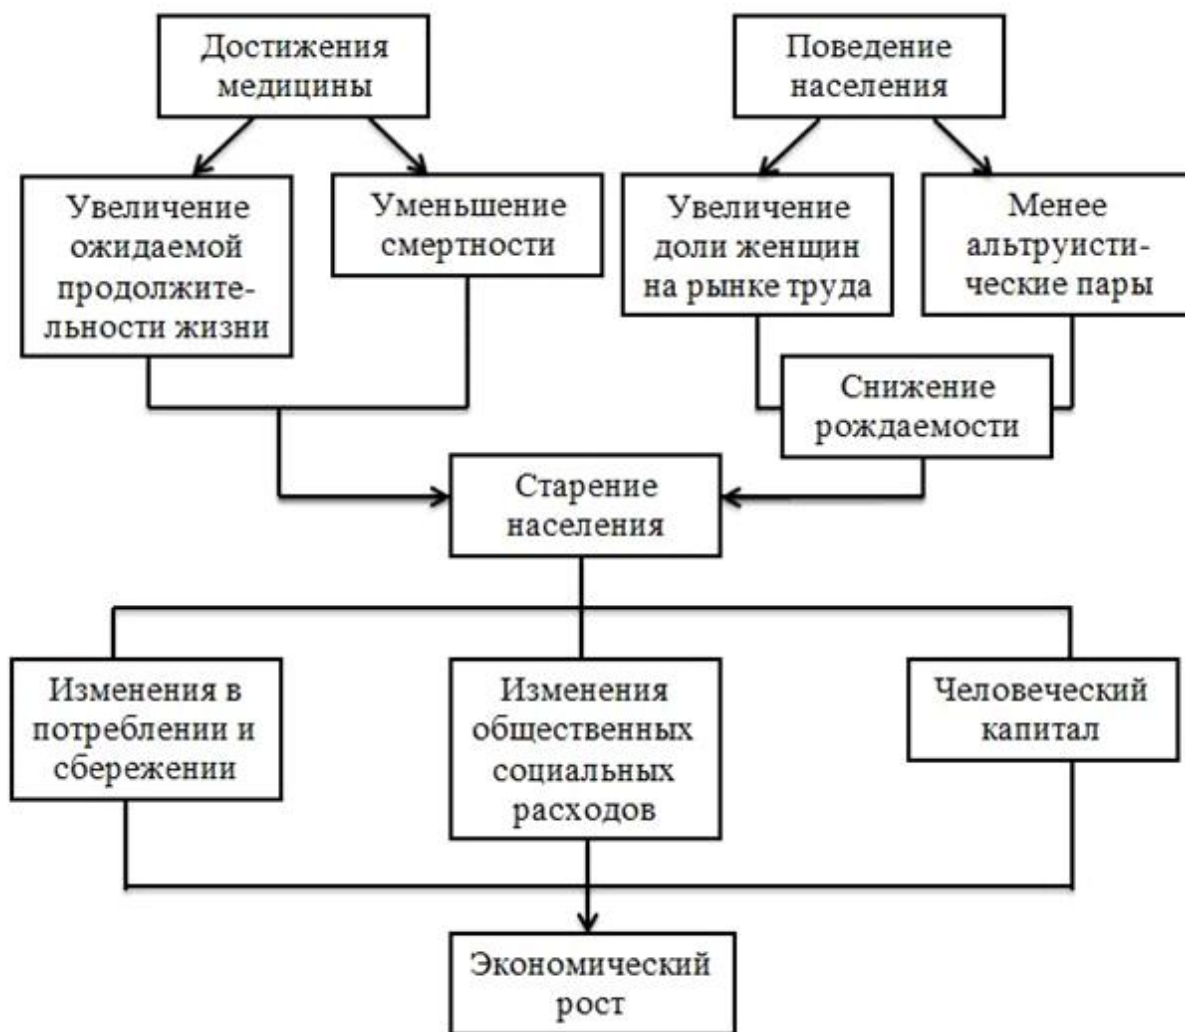 Достижения
медицины
Поведение
населения
Увеличение
ожидаемой
продолжите-
льности жизни
Уменьшение
смертности
Увеличение
доли женщин
на рынке труда
Менее
альтруисти-
ческие пары
Снижение
рождаемости
Старение
населения
Изменения в
потреблении и
сбережении
Изменения
общественных
социальных
расходов
Человеческий
капитал
Экономический
рост